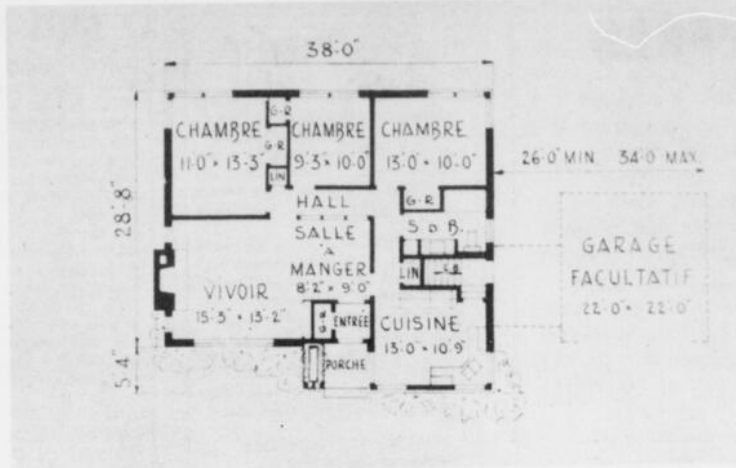 38'-0"
G-R
CHAMBRE
11'-0" × 13'-3"
G-R
LIN
CHAMBRE
9'-3" × 10'-0"
CHAMBRE
13'-0" × 10'-0"
26'-0" MIN. 34'-0 MAX.
28'-8"
HALL
G-R
S D B.
SALLE
À
MANGER
8'-2" × 9'-0"
LIN
GARAGE
FACULTATIF
22'-0" × 22'-0"
VIVOIR
15'-5" × 13'-2"
ENTRÉE
CUISINE
13'-0" × 10'-9"
5'-4"
PORCHE